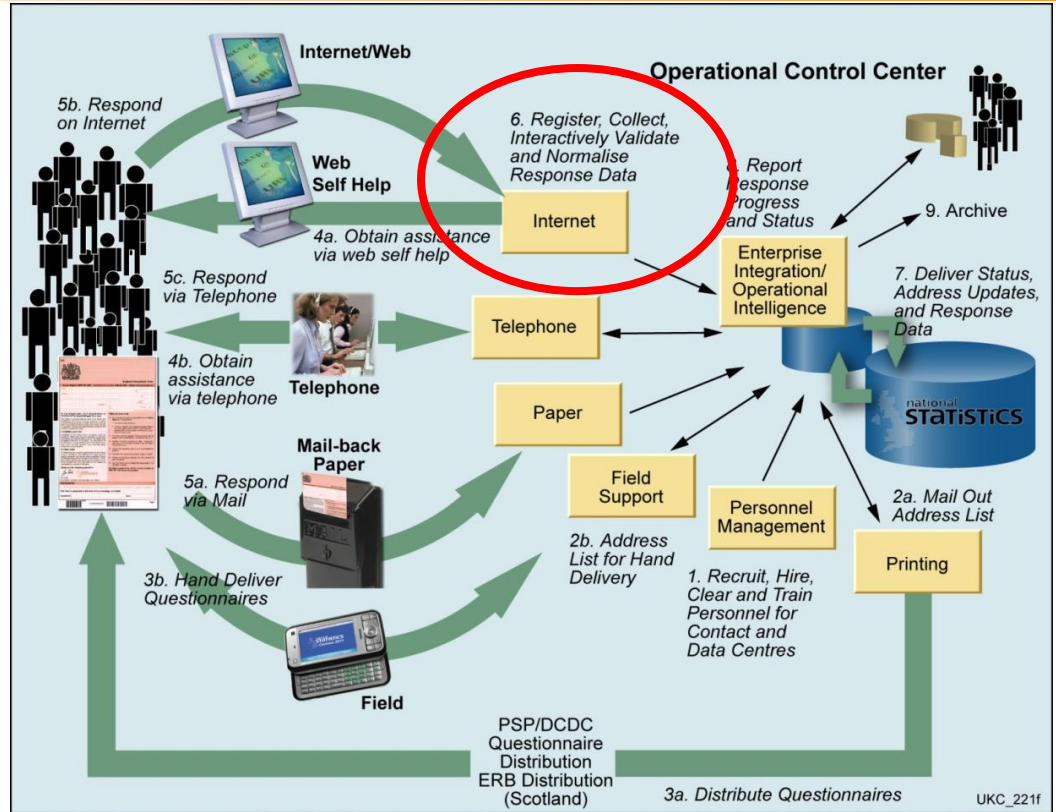 Internet/Web
Operational Control Center
5b. Respond
on Internet
6. Register, Collect,
Interactively Validate
and Normalise
Response Data
Web
Self Help
Report
Response
Progress
and Status
9. Archive
Internet
4a. Obtain assistance
via web self help
Enterprise
Integration/
Operational
Intelligence
7. Deliver Status,
Address Updates,
and Response
Data
5c. Respond
via Telephone
Telephone
4b. Obtain
assistance
via telephone
Telephone
national
STATISTICS
Paper
Mail-back
Paper
5a. Respond
via Mail
MAIL
Field
Support
Personnel
Management
2a. Mail Out
Address List
Printing
2b. Address
List for Hand
Delivery
1. Recruit, Hire,
Clear and Train
Personnel for
Contact and
Data Centres
3b. Hand Deliver
Questionnaires
Field
PSP/DCDC
Questionnaire
Distribution
ERB Distribution
(Scotland)
3a. Distribute Questionnaires
UKC_221f